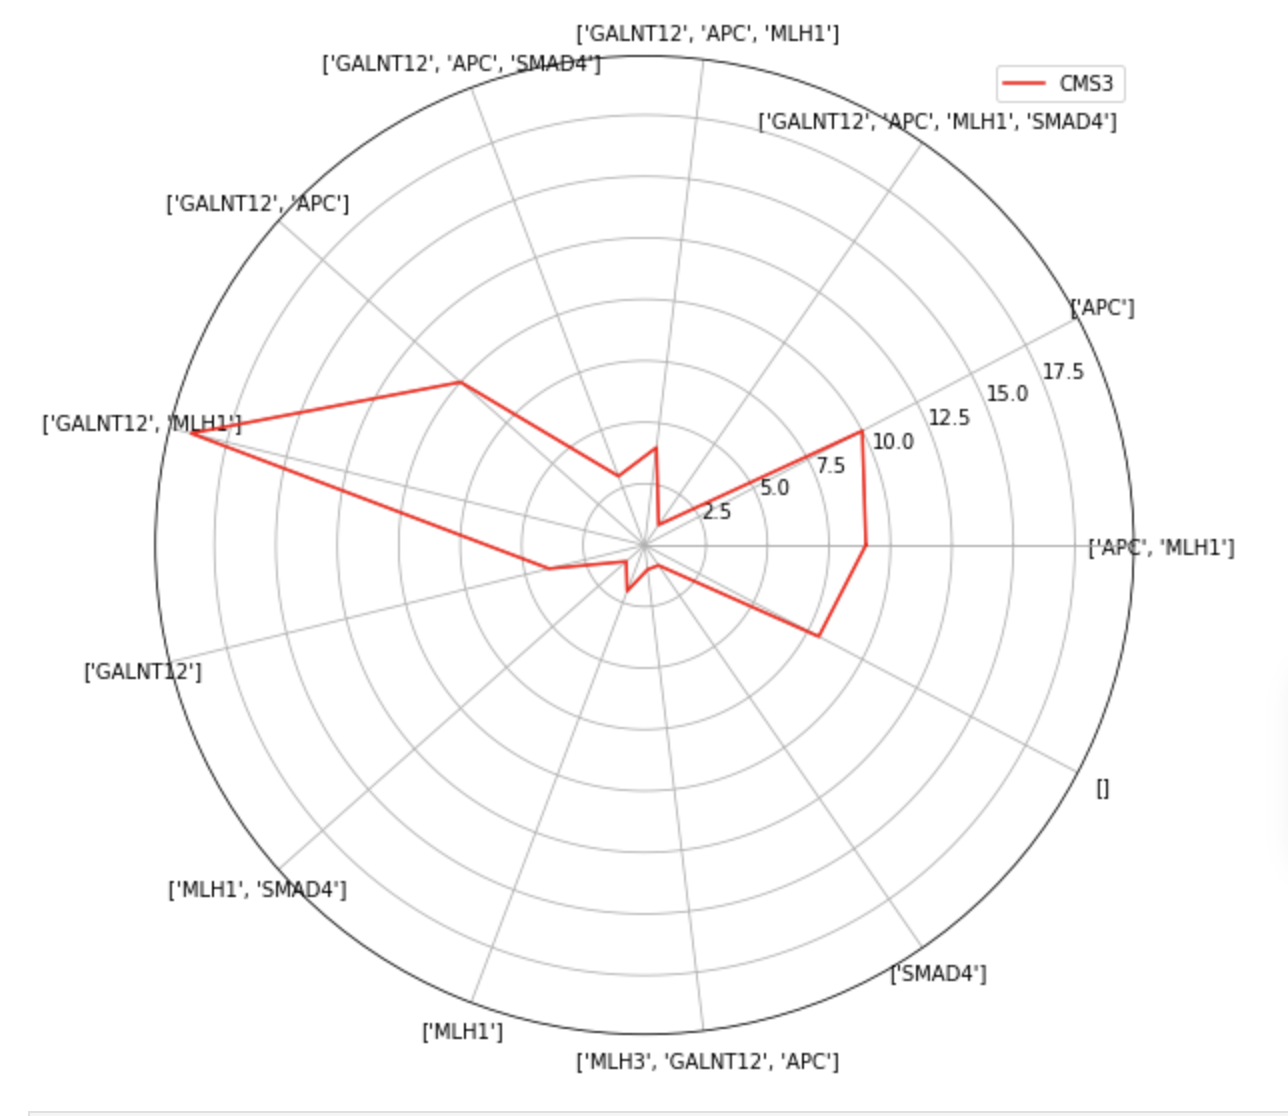 ['GALNT12', 'APC', 'MLH1']
['GALNT12', 'APC', 'SMAD4']
CMS3
['GALNT12', 'APC', 'MLH1', 'SMAD4']
['GALNT12', 'APC']
['APC']
17.5
15.0
12.5
['GALNT12', 'MLH1']
10.0
7.5
5.0
2.5
['APC', 'MLH1']
['GALNT12']
[]
['MLH1', 'SMAD4']
['SMAD4']
['MLH1']
['MLH3', 'GALNT12', 'APC']